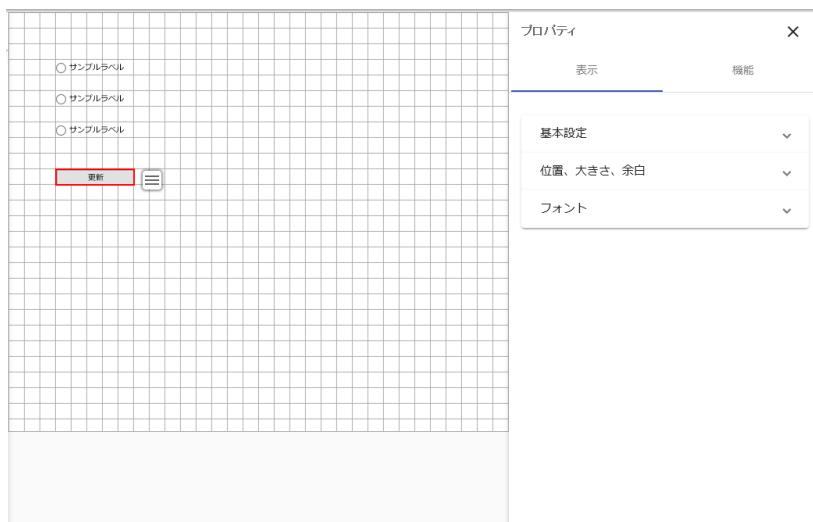 サンプルラベル
サンプルラベル
サンプルラベル
更新
プロパティ
表示
機能
基本設定
位置、大きさ、余白
フォント